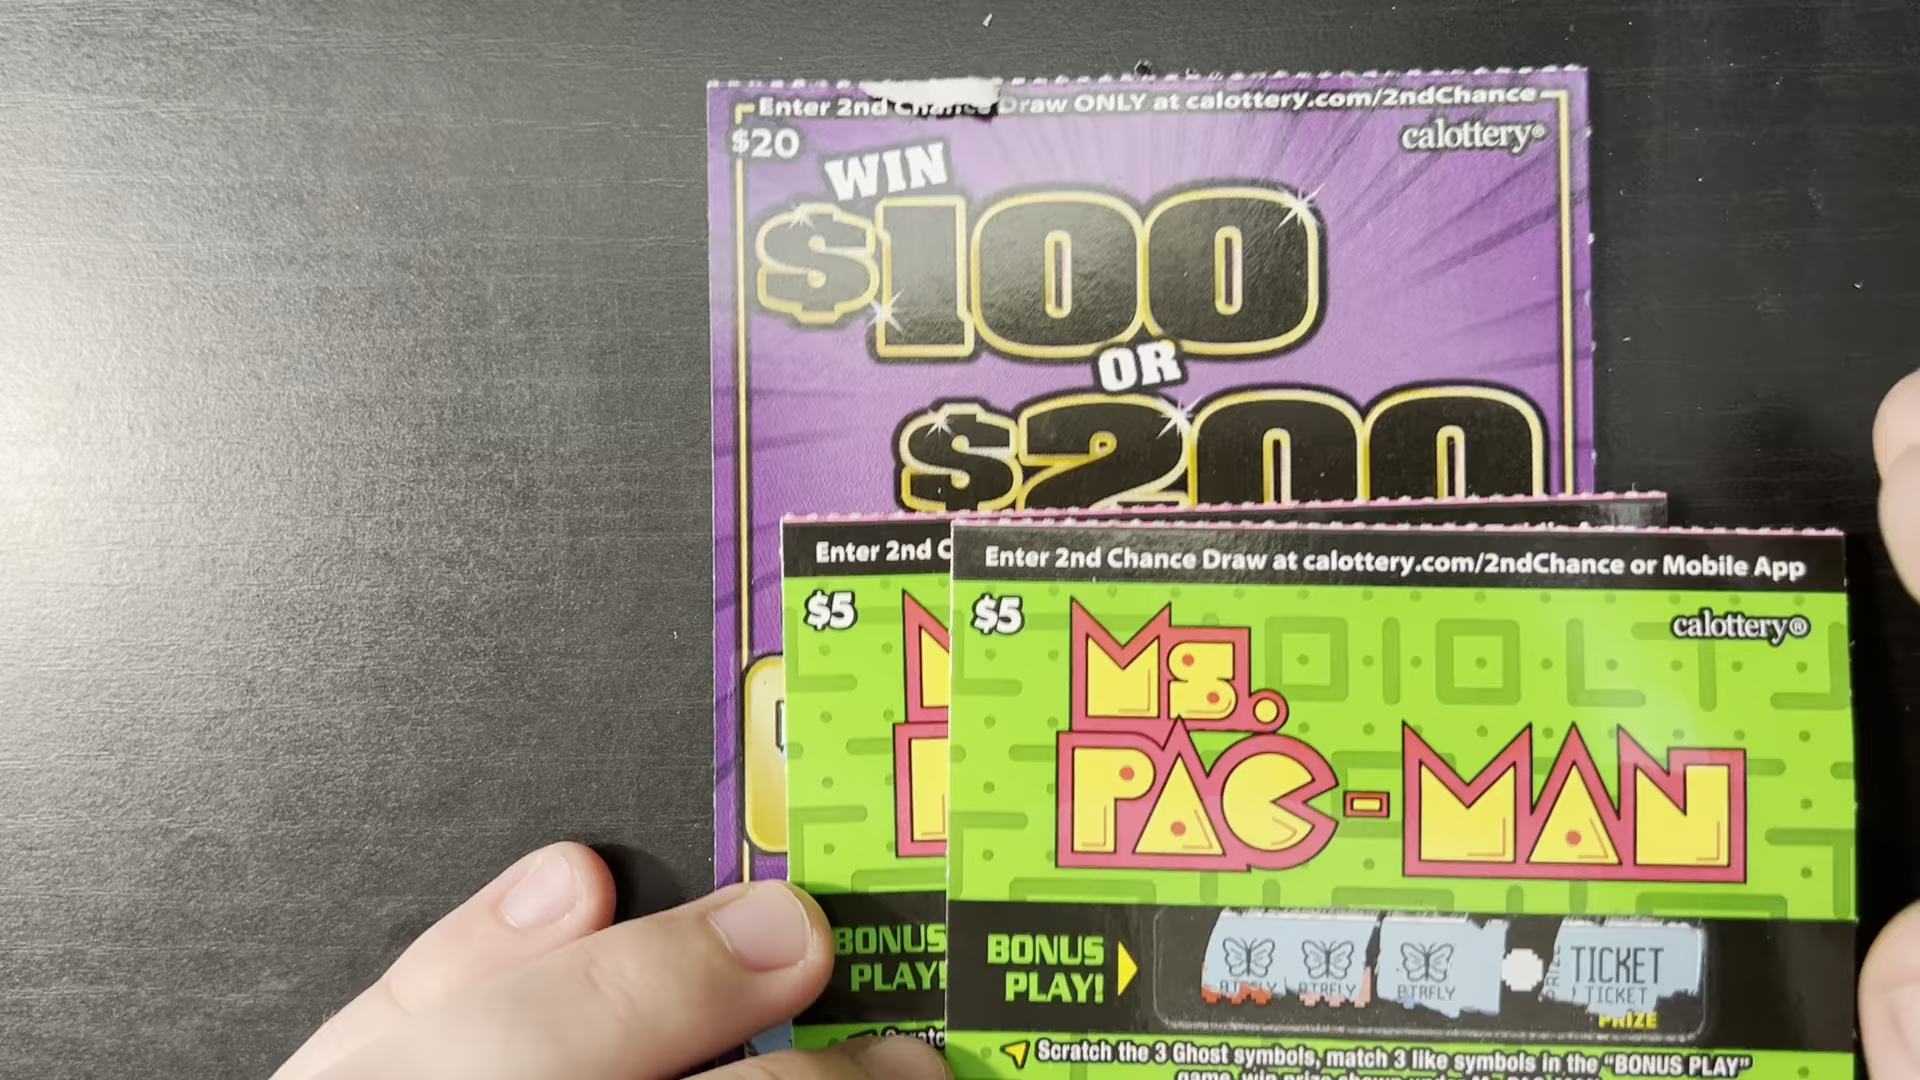 Enter 2nd Chance Draw ONLY at calottery.com/2ndChance
$20
calottery®
WIN
$100
OR
$200
Enter 2nd C
$5
BONUS
PLAY!
Enter 2nd Chance Draw at calottery.com/2ndChance or Mobile App
$5
calottery®
Ms.
PAC-MAN
BONUS
PLAY!
TICKET
BTRFLY
BTRFLY
TICKET
PRIZE
Scratch the 3 Ghost symbols, match 3 like symbols in the "BONUS PLAY"